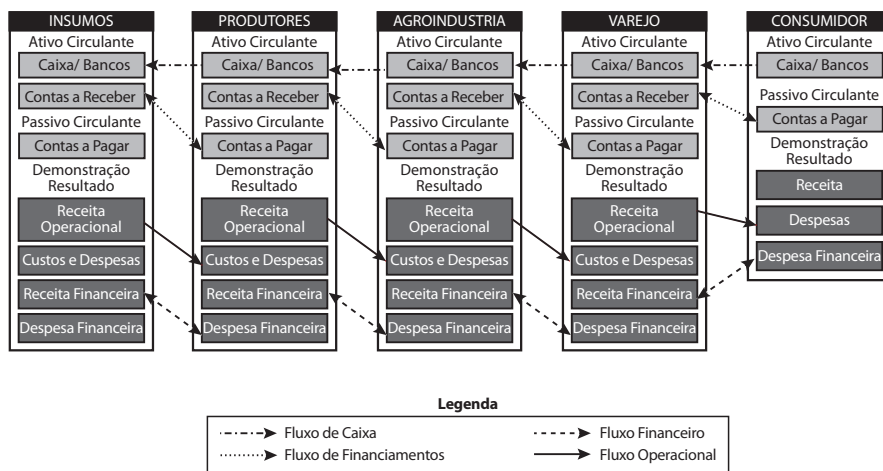 INSUMOS
Ativo Circulante
Caixa/ Bancos
Contas a Receber
Passivo Circulante
Contas a Pagar
Demonstração
Resultado
Receita
Operacional
Custos e Despesas
Receita Financeira
Despesa Financeira
PRODUTORES
Ativo Circulante
Caixa/ Bancos
Contas a Receber
Passivo Circulante
Contas a Pagar
Demonstração
Resultado
Receita
Operacional
Custos e Despesas
Receita Financeira
Despesa Financeira
AGROINDUSTRIA
Ativo Circulante
Caixa/ Bancos
Contas a Receber
Passivo Circulante
Contas a Pagar
Demonstração
Resultado
Receita
Operacional
Custos e Despesas
Receita Financeira
Despesa Financeira
VAREJO
Ativo Circulante
Caixa/ Bancos
Contas a Receber
Passivo Circulante
Contas a Pagar
Demonstração
Resultado
Receita
Operacional
Custos e Despesas
Receita Financeira
Despesa Financeira
CONSUMIDOR
Ativo Circulante
Caixa/ Bancos
Passivo Circulante
Contas a Pagar
Demonstração
Resultado
Receita
Despesas
Despesa Financeira
Legenda
Fluxo de Caixa
Fluxo de Financiamentos
Fluxo Financeiro
Fluxo Operacional